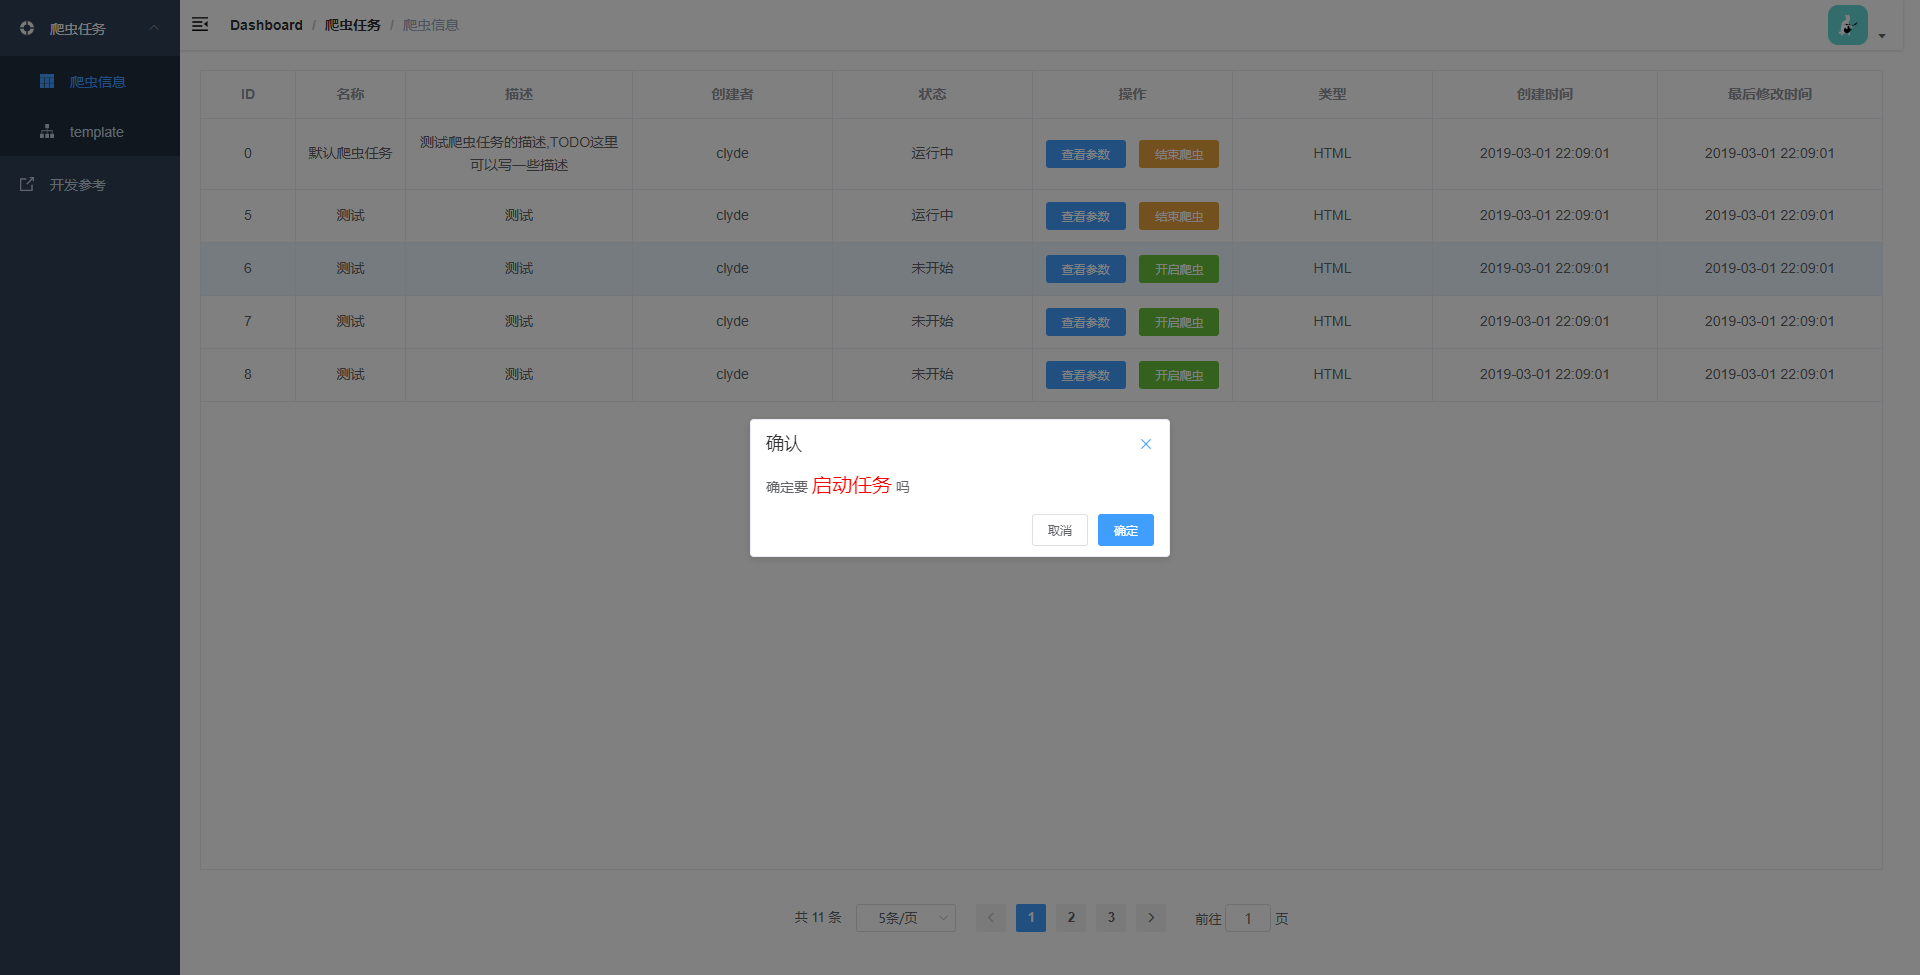 爬虫任务
爬虫信息
template
开发参考
Dashboard / 爬虫任务 / 爬虫信息
ID 名称 描述 创建者 状态 操作 类型 创建时间 最后修改时间
0 默认爬虫任务 测试爬虫任务的描述,TODO这里
可以写一些描述 clyde 运行中 查看参数 结束爬虫 HTML 2019-03-01 22:09:01 2019-03-01 22:09:01
5 测试 测试 clyde 运行中 查看参数 结束爬虫 HTML 2019-03-01 22:09:01 2019-03-01 22:09:01
6 测试 测试 clyde 未开始 查看参数 开启爬虫 HTML 2019-03-01 22:09:01 2019-03-01 22:09:01
7 测试 测试 clyde 未开始 查看参数 开启爬虫 HTML 2019-03-01 22:09:01 2019-03-01 22:09:01
8 测试 测试 clyde 未开始 查看参数 开启爬虫 HTML 2019-03-01 22:09:01 2019-03-01 22:09:01
确认
确定要 启动任务 吗
取消 确定
共 11 条 5条/页 1 2 3 前往 1 页